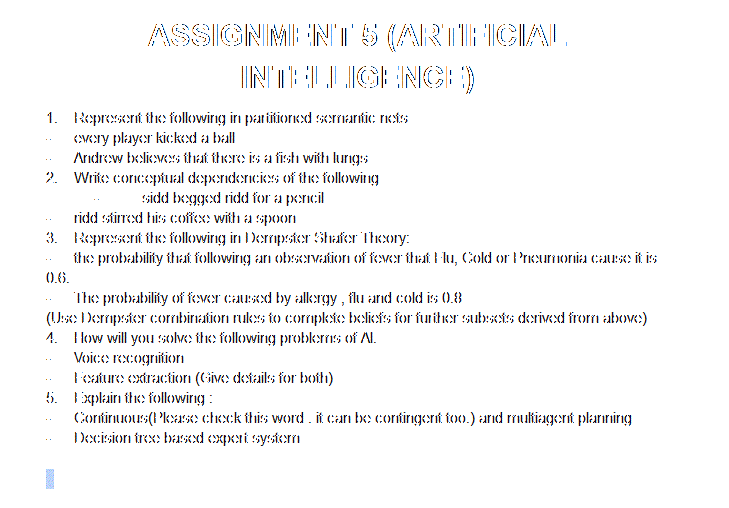 ASSIGNMENT 5 (ARTIFICIAL
INTELLIGENCE)
1. Represent the following in partitioned semantic nets
- every player kicked a ball
- Andrew believes that there is a fish with lungs
2. Write conceptual dependencies of the following
- sidd begged ridd for a pencil
- ridd stirred his coffee with a spoon
3. Represent the following in Dempster Shafer Theory:
- the probability that following an observation of fever that Flu, Cold or Pneumonia cause it is
0.6.
- The probability of fever caused by allergy , flu and cold is 0.8
(Use Dempster combination rules to complete beliefs for further subsets derived from above)
4. How will you solve the following problems of AI.
- Voice recognition
- Feature extraction (Give details for both)
5. Explain the following :
- Continuous(Please check this word . it can be contingent too.) and multiagent planning
- Decision tree based expert system